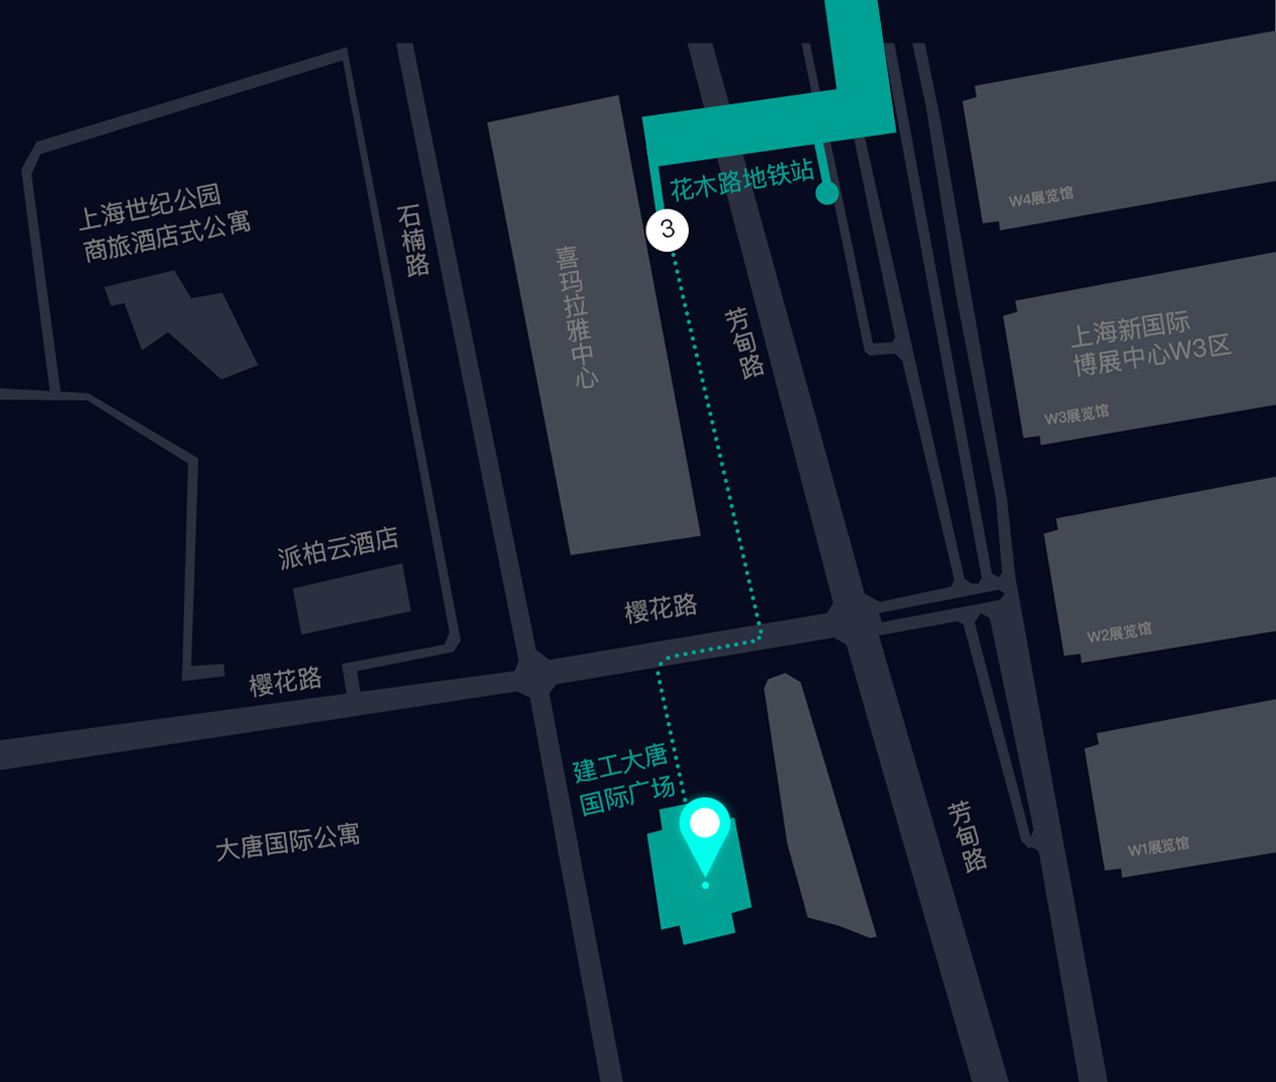 花木路地铁站
3
上海世纪公园
商旅酒店式公寓
石楠路
喜玛拉雅中心
芳甸路
W4展览馆
上海新国际
博展中心W3区
W3展览馆
派柏云酒店
樱花路
W2展览馆
樱花路
建工大唐
国际广场
大唐国际公寓
芳甸路
W1展览馆